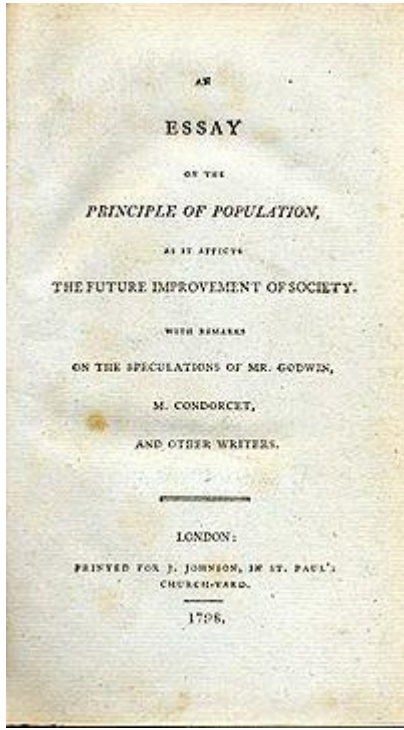 AN
ESSAY
ON THE
PRINCIPLE OF POPULATION,
AS IT AFFECTS
THE FUTURE IMPROVEMENT OF SOCIETY.
WITH REMARKS
ON THE SPECULATIONS OF MR. GODWIN,
M. CONDORCET,
AND OTHER WRITERS.
LONDON:
PRINTED FOR J. JOHNSON, IN ST. PAUL'S
CHURCH-YARD.
1798.